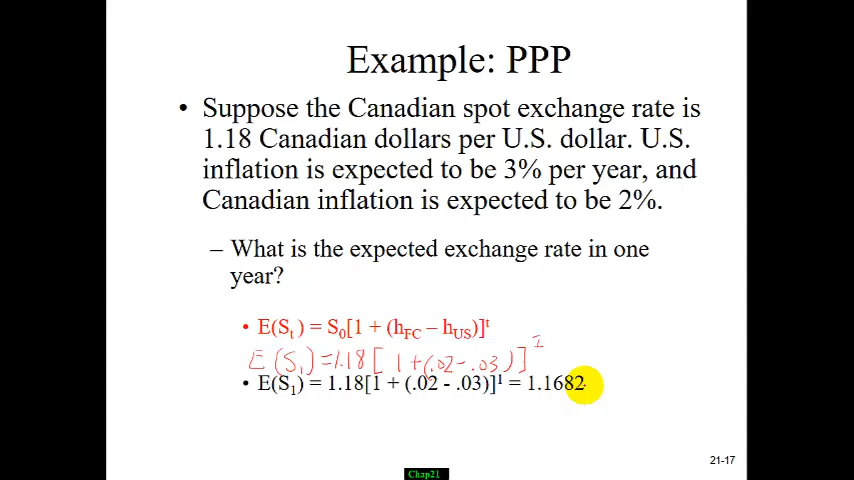 Example: PPP
• Suppose the Canadian spot exchange rate is
1.18 Canadian dollars per U.S. dollar. U.S.
inflation is expected to be 3% per year, and
Canadian inflation is expected to be 2%.
– What is the expected exchange rate in one
year?
• E(Sₜ) = S₀[1 + (h_FC – h_US)]ᵗ
E(S₁) = 1.18[1 + (.02 - .03)]¹
• E(S₁) = 1.18[1 + (.02 - .03)]¹ = 1.1682
21-17
Chap21